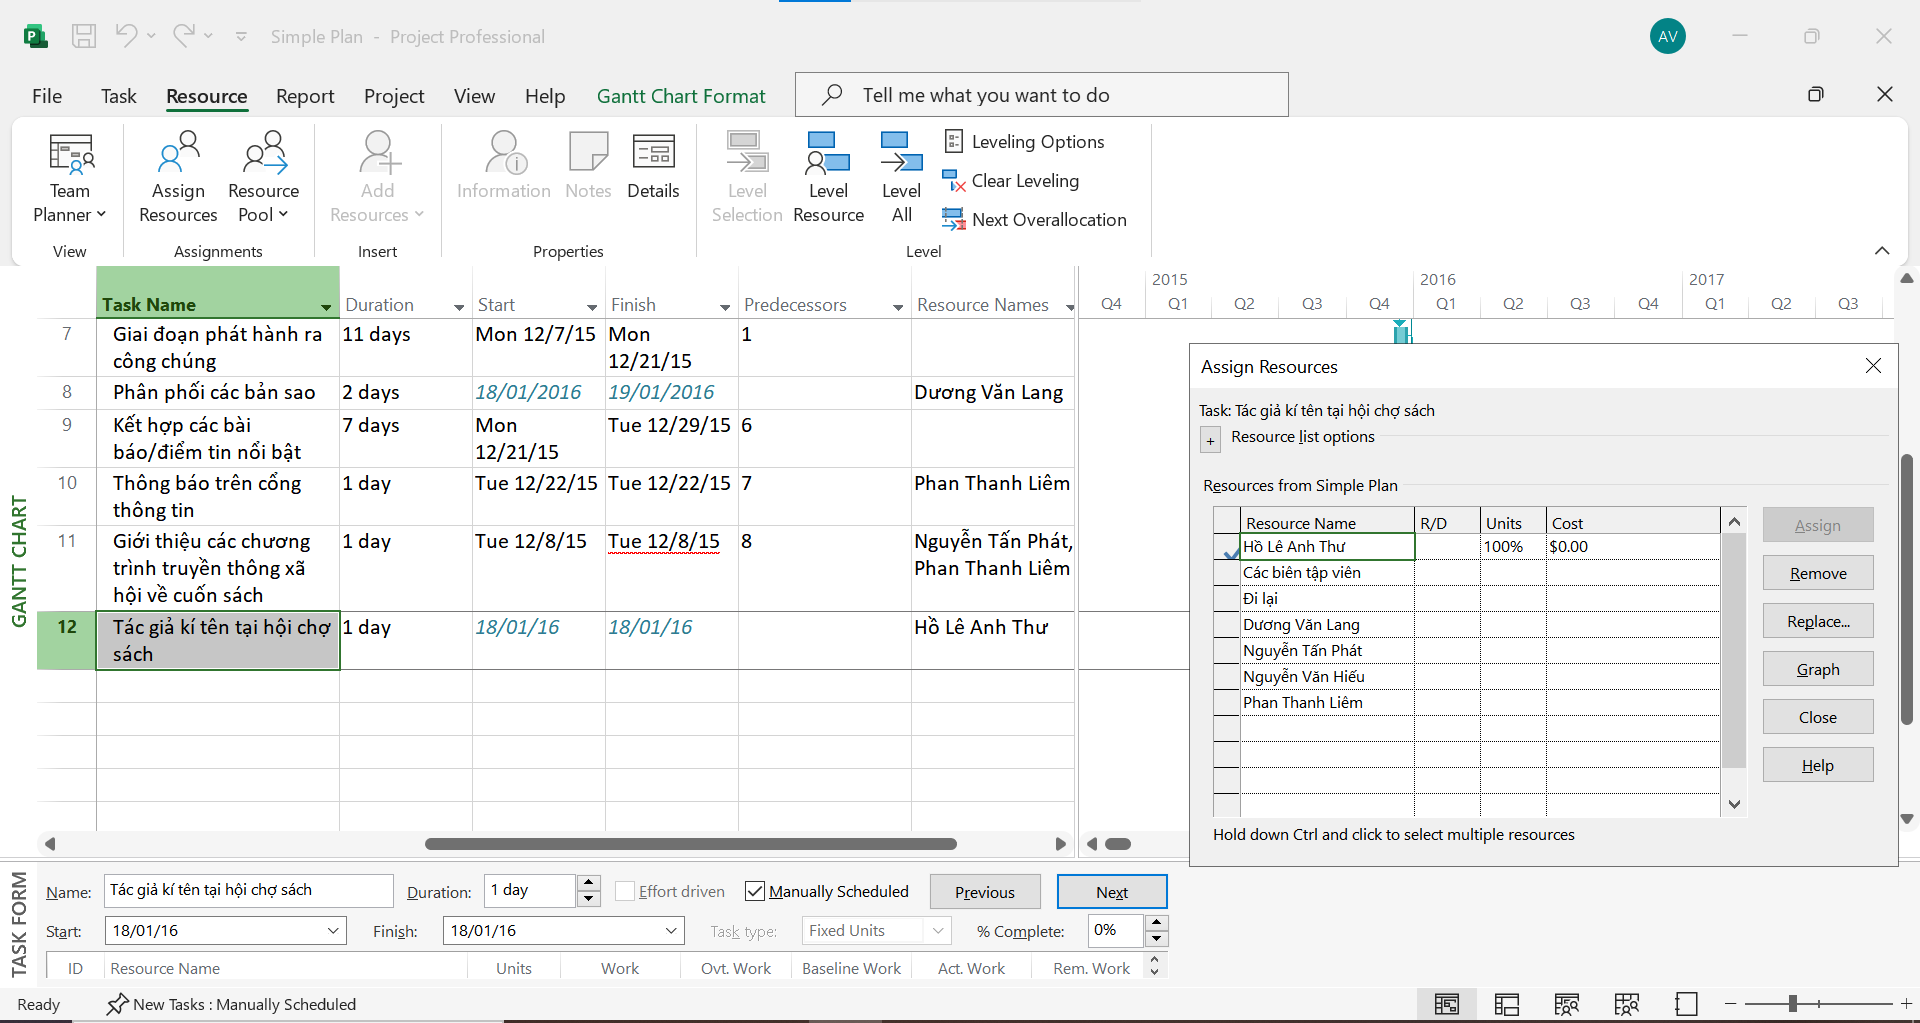 Simple Plan - Project Professional
AV
File Task Resource Report Project View Help Gantt Chart Format Tell me what you want to do
Team Planner
View
Assign Resources
Resource Pool
Assignments
Add Resources
Insert
Information
Notes
Details
Properties
Level Selection
Level Resource
Level All
Leveling Options
Clear Leveling
Next Overallocation
Level
GANTT CHART
Task Name Duration Start Finish Predecessors Resource Names
7 Giai đoạn phát hành ra 11 days Mon 12/7/15 Mon 1
công chúng 12/21/15
8 Phân phối các bản sao 2 days 18/01/2016 19/01/2016 Dương Văn Lang
9 Kết hợp các bài 7 days Mon Tue 12/29/15 6
báo/điểm tin nổi bật 12/21/15
10 Thông báo trên cổng 1 day Tue 12/22/15 Tue 12/22/15 7 Phan Thanh Liêm
thông tin
11 Giới thiệu các chương 1 day Tue 12/8/15 Tue 12/8/15 8 Nguyễn Tấn Phát,
trình truyền thông xã Phan Thanh Liêm
hội về cuốn sách
12 Tác giả kí tên tại hội chợ 1 day 18/01/16 18/01/16 Hồ Lê Anh Thư
sách
2015 2016 2017
Q4 Q1 Q2 Q3 Q4 Q1 Q2 Q3 Q4 Q1 Q2 Q3
Assign Resources
Task: Tác giả kí tên tại hội chợ sách
+ Resource list options
Resources from Simple Plan
Resource Name R/D Units Cost
Hồ Lê Anh Thư 100% $0.00
Các biên tập viên
Đi lại
Dương Văn Lang
Nguyễn Tấn Phát
Nguyễn Văn Hiếu
Phan Thanh Liêm
Assign
Remove
Replace...
Graph
Close
Help
Hold down Ctrl and click to select multiple resources
TASK FORM
Name: Tác giả kí tên tại hội chợ sách Duration: 1 day Effort driven Manually Scheduled Previous Next
Start: 18/01/16 Finish: 18/01/16 Task type: Fixed Units % Complete: 0%
ID Resource Name Units Work Ovt. Work Baseline Work Act. Work Rem. Work
Ready New Tasks : Manually Scheduled